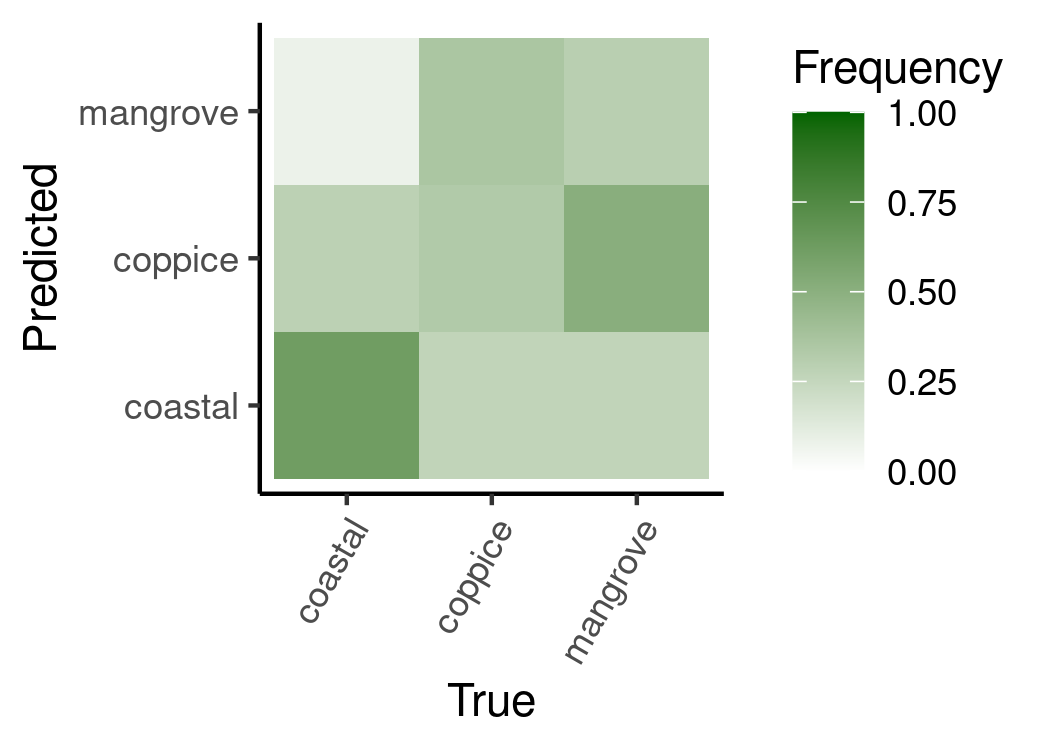 Frequency
1.00
0.75
0.50
0.25
0.00
Predicted
mangrove
coppice
coastal
coastal
coppice
mangrove
True